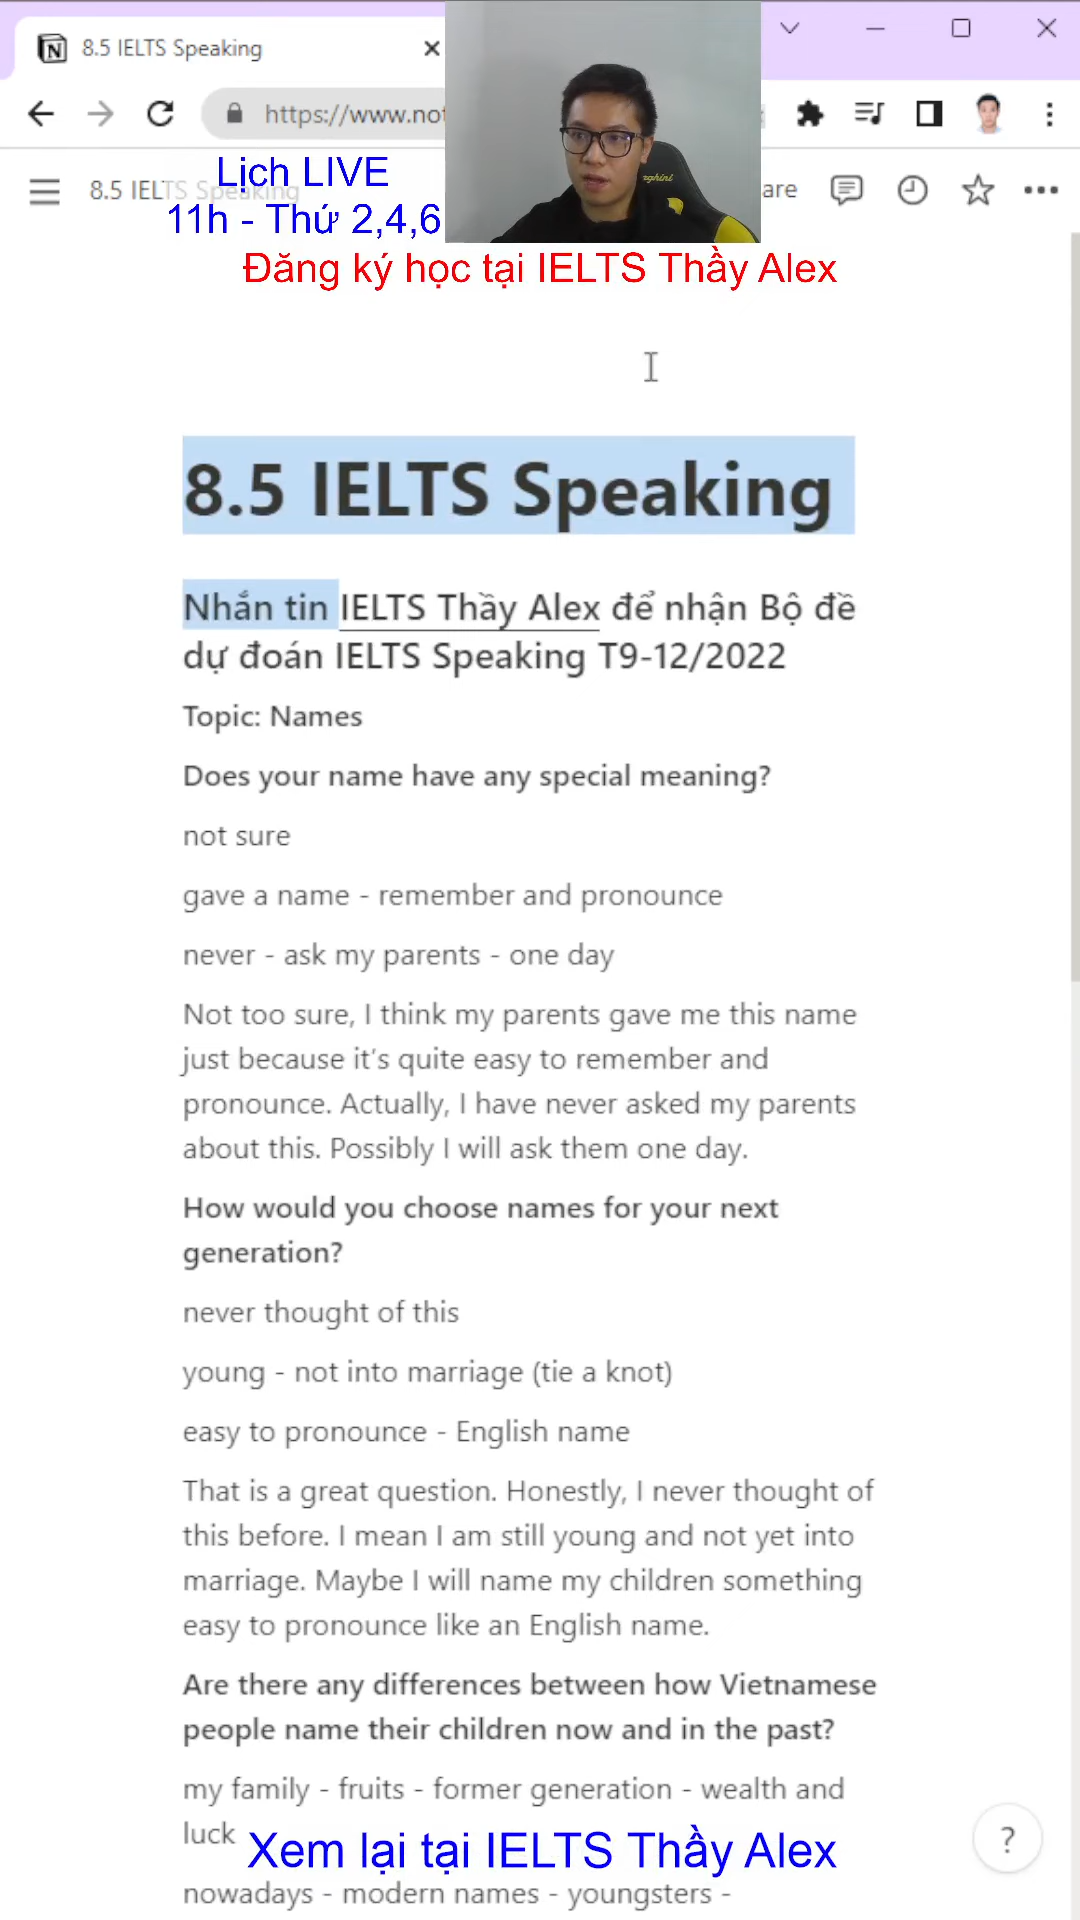 8.5 IELTS Speaking
https://www.not
Lịch LIVE
8.5 IELTS Speaking
11h - Thứ 2,4,6
are
Đăng ký học tại IELTS Thầy Alex
8.5 IELTS Speaking
Nhắn tin IELTS Thầy Alex để nhận Bộ đề
dự đoán IELTS Speaking T9-12/2022
Topic: Names
Does your name have any special meaning?
not sure
gave a name - remember and pronounce
never - ask my parents - one day
Not too sure, I think my parents gave me this name
just because it's quite easy to remember and
pronounce. Actually, I have never asked my parents
about this. Possibly I will ask them one day.
How would you choose names for your next
generation?
never thought of this
young - not into marriage (tie a knot)
easy to pronounce - English name
That is a great question. Honestly, I never thought of
this before. I mean I am still young and not yet into
marriage. Maybe I will name my children something
easy to pronounce like an English name.
Are there any differences between how Vietnamese
people name their children now and in the past?
my family - fruits - former generation - wealth and
luck
Xem lại tại IELTS Thầy Alex
nowadays - modern names - youngsters -